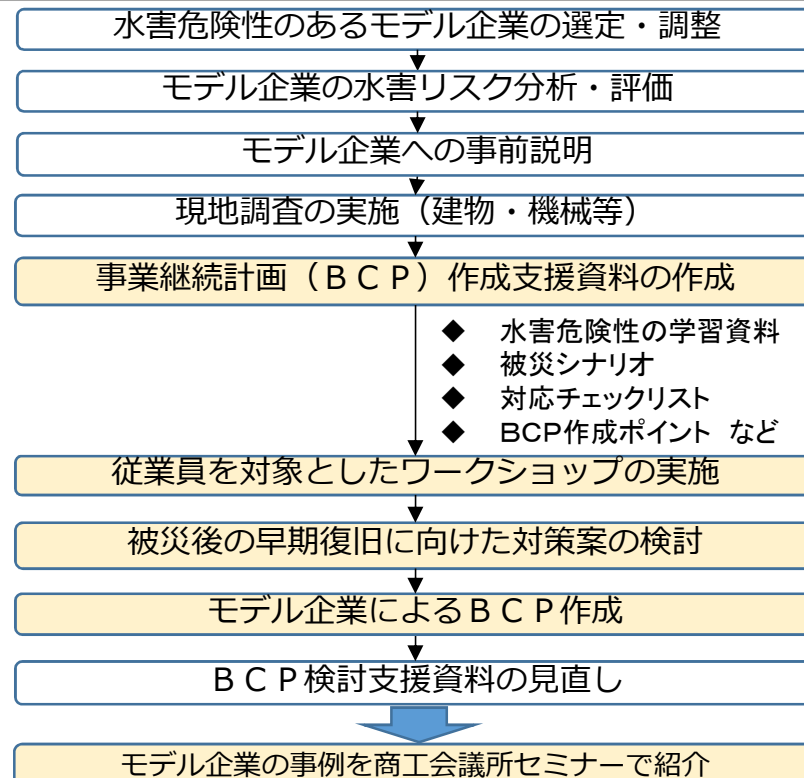 水害危険性のあるモデル企業の選定・調整
モデル企業の水害リスク分析・評価
モデル企業への事前説明
現地調査の実施（建物・機械等）
事業継続計画（ＢＣＰ）作成支援資料の作成
◆ 水害危険性の学習資料
◆ 被災シナリオ
◆ 対応チェックリスト
◆ BCP作成ポイント など
従業員を対象としたワークショップの実施
被災後の早期復旧に向けた対策案の検討
モデル企業によるＢＣＰ作成
ＢＣＰ検討支援資料の見直し
モデル企業の事例を商工会議所セミナーで紹介